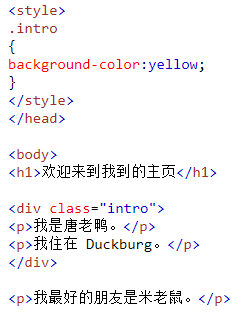 <style>
.intro
{
background-color:yellow;
}
</style>
</head>
<body>
<h1>欢迎来到我到的主页</h1>
<div class="intro">
<p>我是唐老鸭。</p>
<p>我住在 Duckburg。</p>
</div>
<p>我最好的朋友是米老鼠。</p>